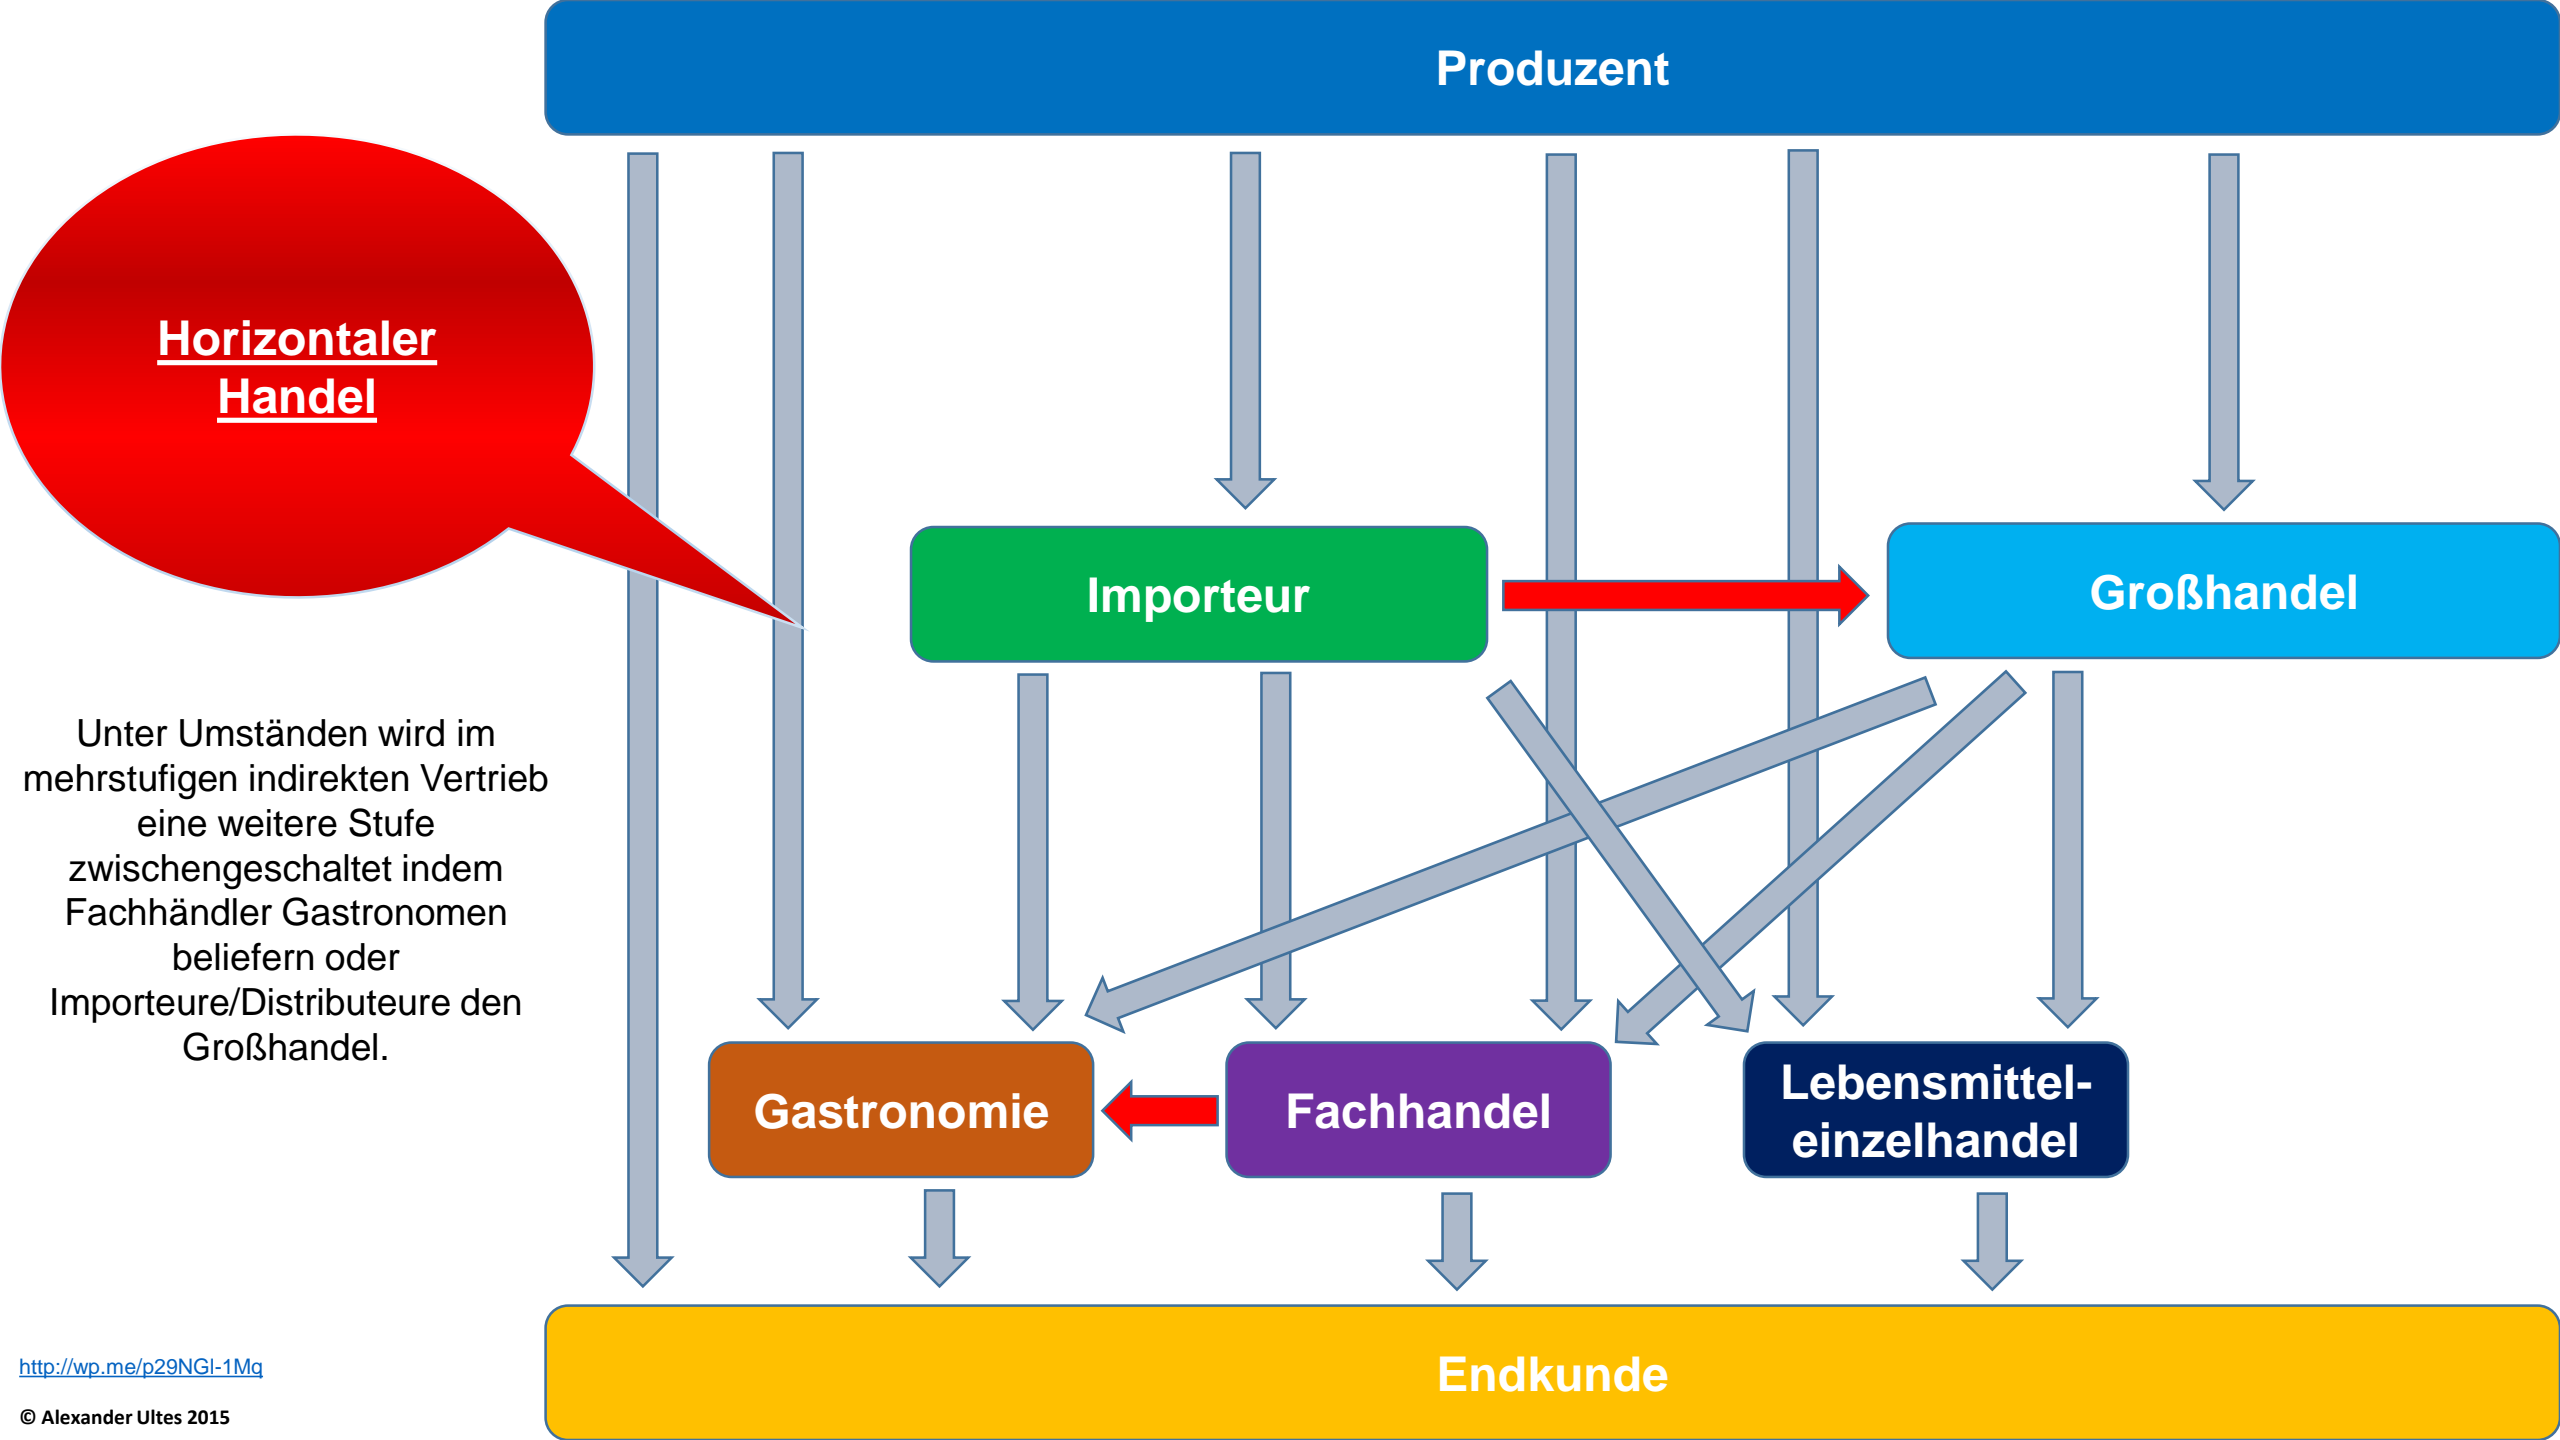 Produzent
Horizontaler
Handel
Importeur
Großhandel
Unter Umständen wird im
mehrstufigen indirekten Vertrieb
eine weitere Stufe
zwischengeschaltet indem
Fachhändler Gastronomen
beliefern oder
Importeure/Distributeure den
Großhandel.
Gastronomie
Fachhandel
Lebensmittel-
einzelhandel
Endkunde
http://wp.me/p29NGl-1Mq
© Alexander Ultes 2015